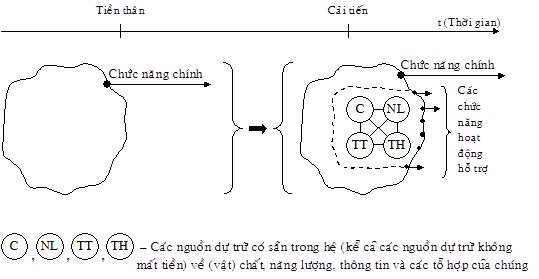 Tiền thân
Cải tiến
t (Thời gian)
Chức năng chính
Chức năng chính
Các
chức
năng
hoạt
động
hỗ trợ
C NL
TT TH
C , NL , TT , TH – Các nguồn dự trữ có sẵn trong hệ (kể cả các nguồn dự trữ không
mất tiền) về (vật) chất, năng lượng, thông tin và các tổ hợp của chúng